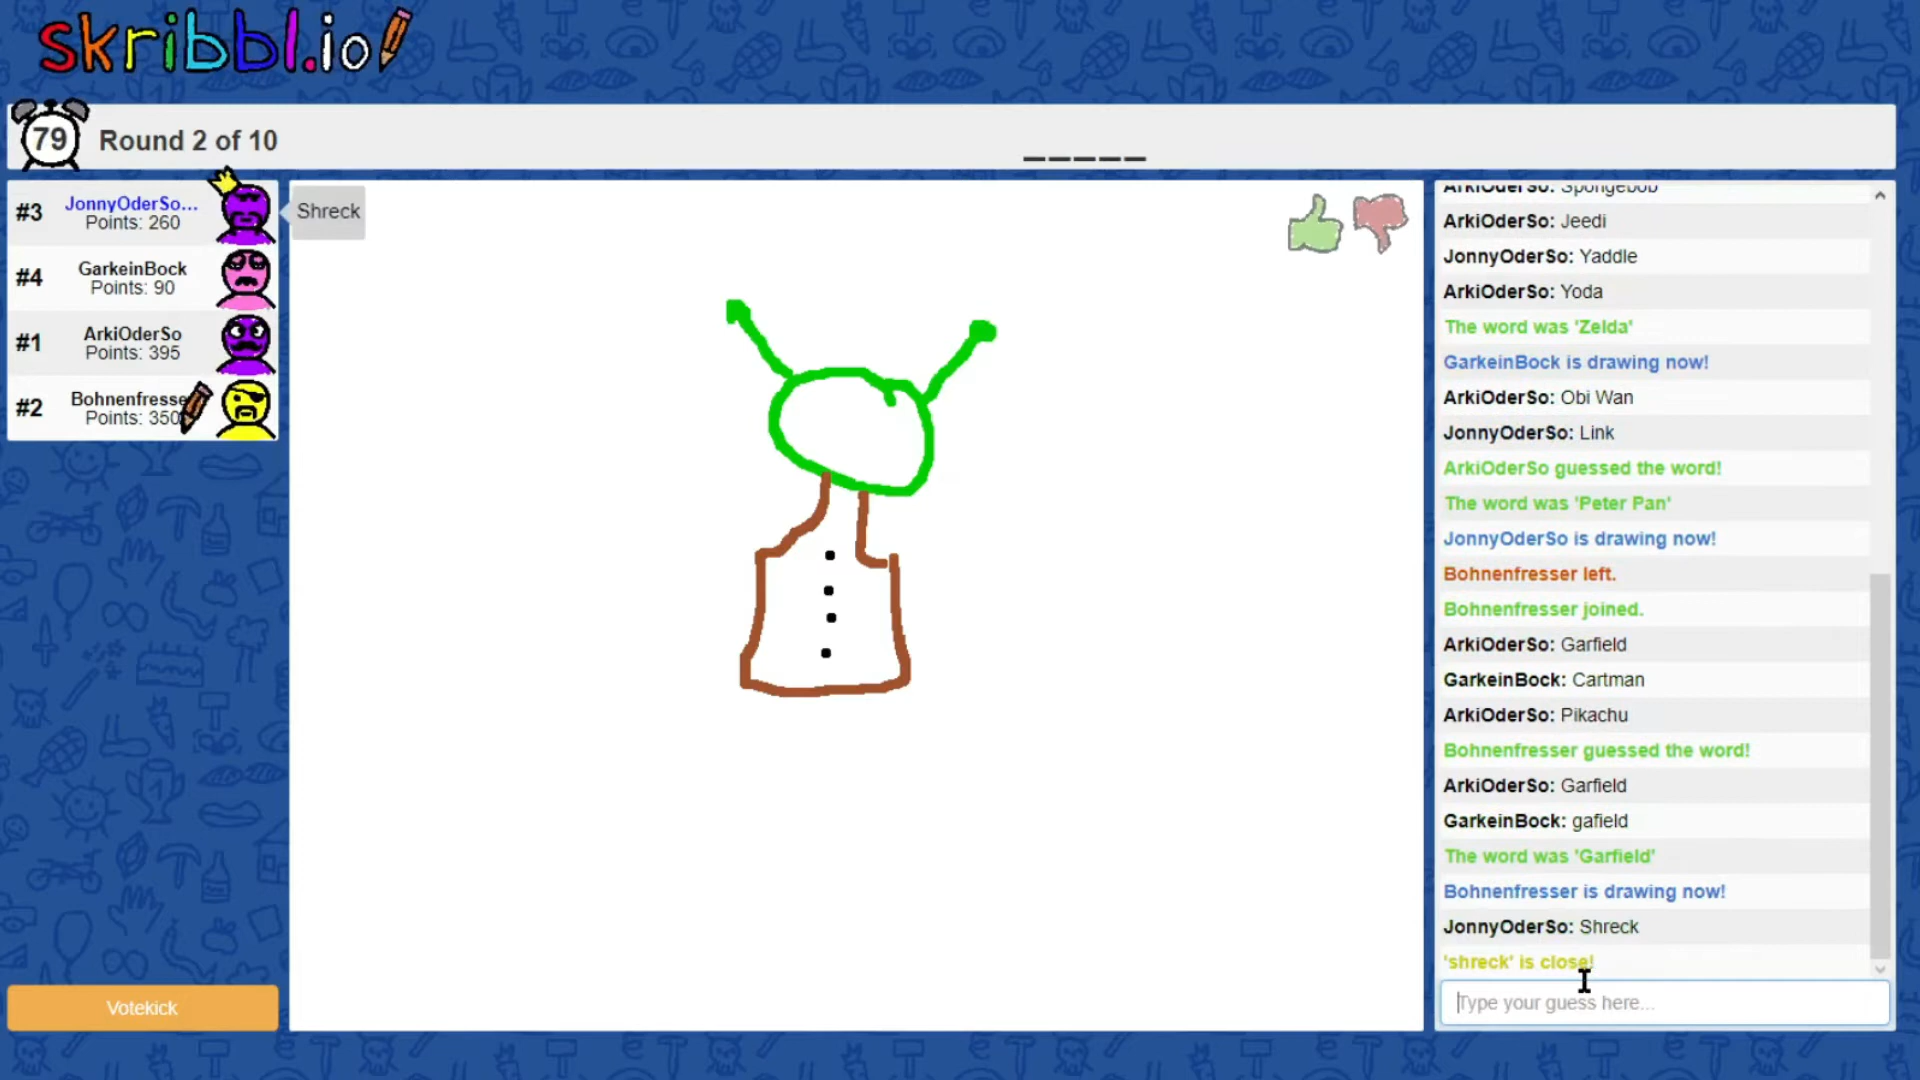 skribbl.io
79
Round 2 of 10
_____
#3
JonnyOderSo...
Points: 260
Shreck
#4
GarkeinBock
Points: 90
#1
ArkiOderSo
Points: 395
#2
Bohnenfresse
Points: 350
Votekick
ArkiOderSo: Spongebob
ArkiOderSo: Jeedi
JonnyOderSo: Yaddle
ArkiOderSo: Yoda
The word was 'Zelda'
GarkeinBock is drawing now!
ArkiOderSo: Obi Wan
JonnyOderSo: Link
ArkiOderSo guessed the word!
The word was 'Peter Pan'
JonnyOderSo is drawing now!
Bohnenfresser left.
Bohnenfresser joined.
ArkiOderSo: Garfield
GarkeinBock: Cartman
ArkiOderSo: Pikachu
Bohnenfresser guessed the word!
ArkiOderSo: Garfield
GarkeinBock: gafield
The word was 'Garfield'
Bohnenfresser is drawing now!
JonnyOderSo: Shreck
'shreck' is close!
Type your guess here...